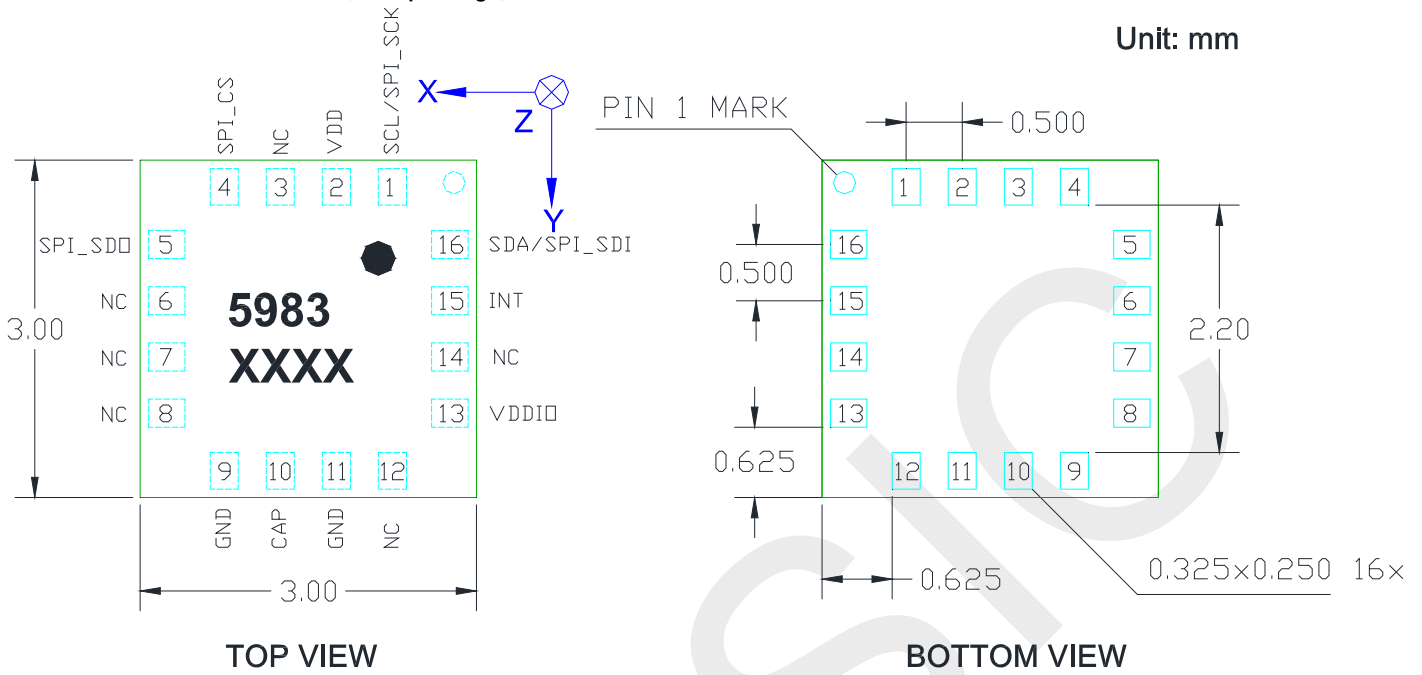 Unit: mm
SPI_CS
NC
VDD
SCL/SPI_SCK
X
Z
Y
PIN 1 MARK
0.500
4 3 2 1
1 2 3 4
SPI_SDO 5
16 SDA/SPI_SDI
16
5
0.500
NC 6
15 INT
15
6
5983
XXXX
3.00
2.20
NC 7
14 NC
14
7
NC 8
13 VDDIO
13
8
0.625
9 10 11 12
12 11 10 9
GND
CAP
GND
NC
3.00
0.625
0.325x0.250 16x
TOP VIEW
BOTTOM VIEW
SIC